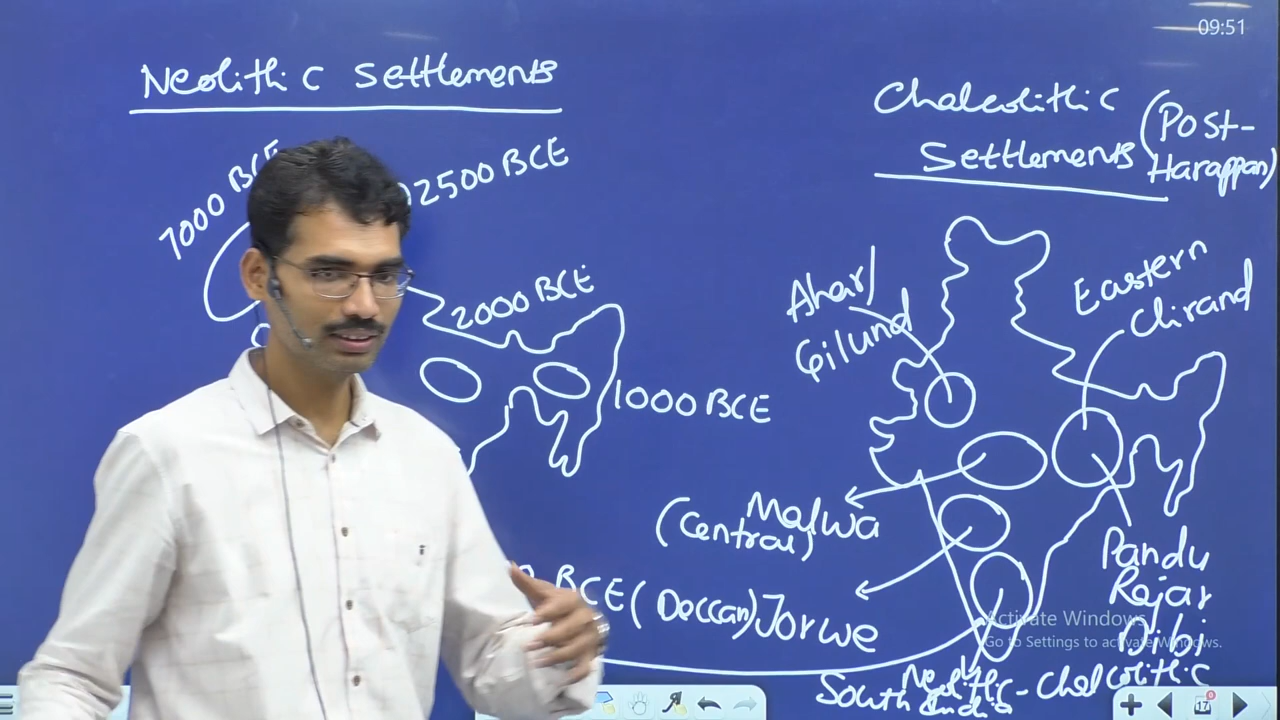 09:51
Neolithic Settlements
7000 BCE
2500 BCE
2000 BCE
1000 BCE
Chalcolithic
Settlements
(Post-
Harappan)
Ahar/
Gilund
Eastern
Chirand
Malwa
(Central)
BCE (Deccan) Jorwe
Pandu
Rajar
Dibi
Neolithic-Chalcolithic
South India
Activate Windows
Go to Settings to activate Windows.
17